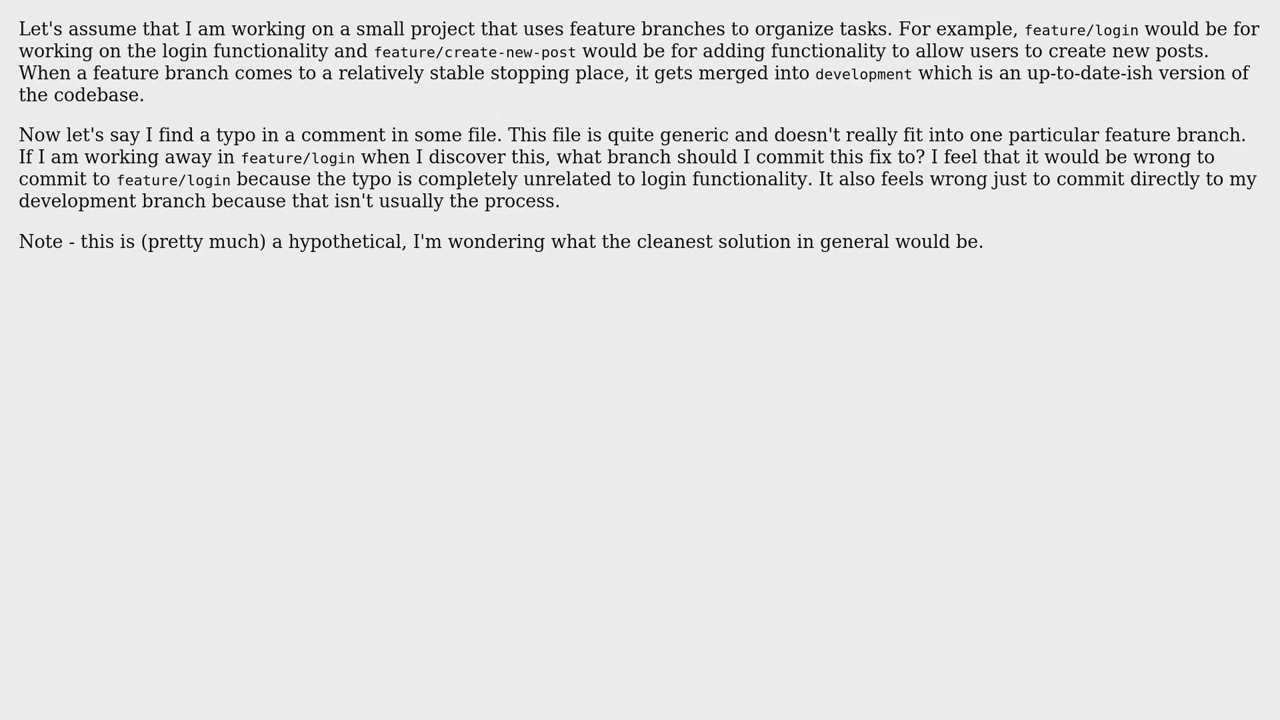 Let's assume that I am working on a small project that uses feature branches to organize tasks. For example, feature/login would be for
working on the login functionality and feature/create-new-post would be for adding functionality to allow users to create new posts.
When a feature branch comes to a relatively stable stopping place, it gets merged into development which is an up-to-date-ish version of
the codebase.
Now let's say I find a typo in a comment in some file. This file is quite generic and doesn't really fit into one particular feature branch.
If I am working away in feature/login when I discover this, what branch should I commit this fix to? I feel that it would be wrong to
commit to feature/login because the typo is completely unrelated to login functionality. It also feels wrong just to commit directly to my
development branch because that isn't usually the process.
Note - this is (pretty much) a hypothetical, I'm wondering what the cleanest solution in general would be.